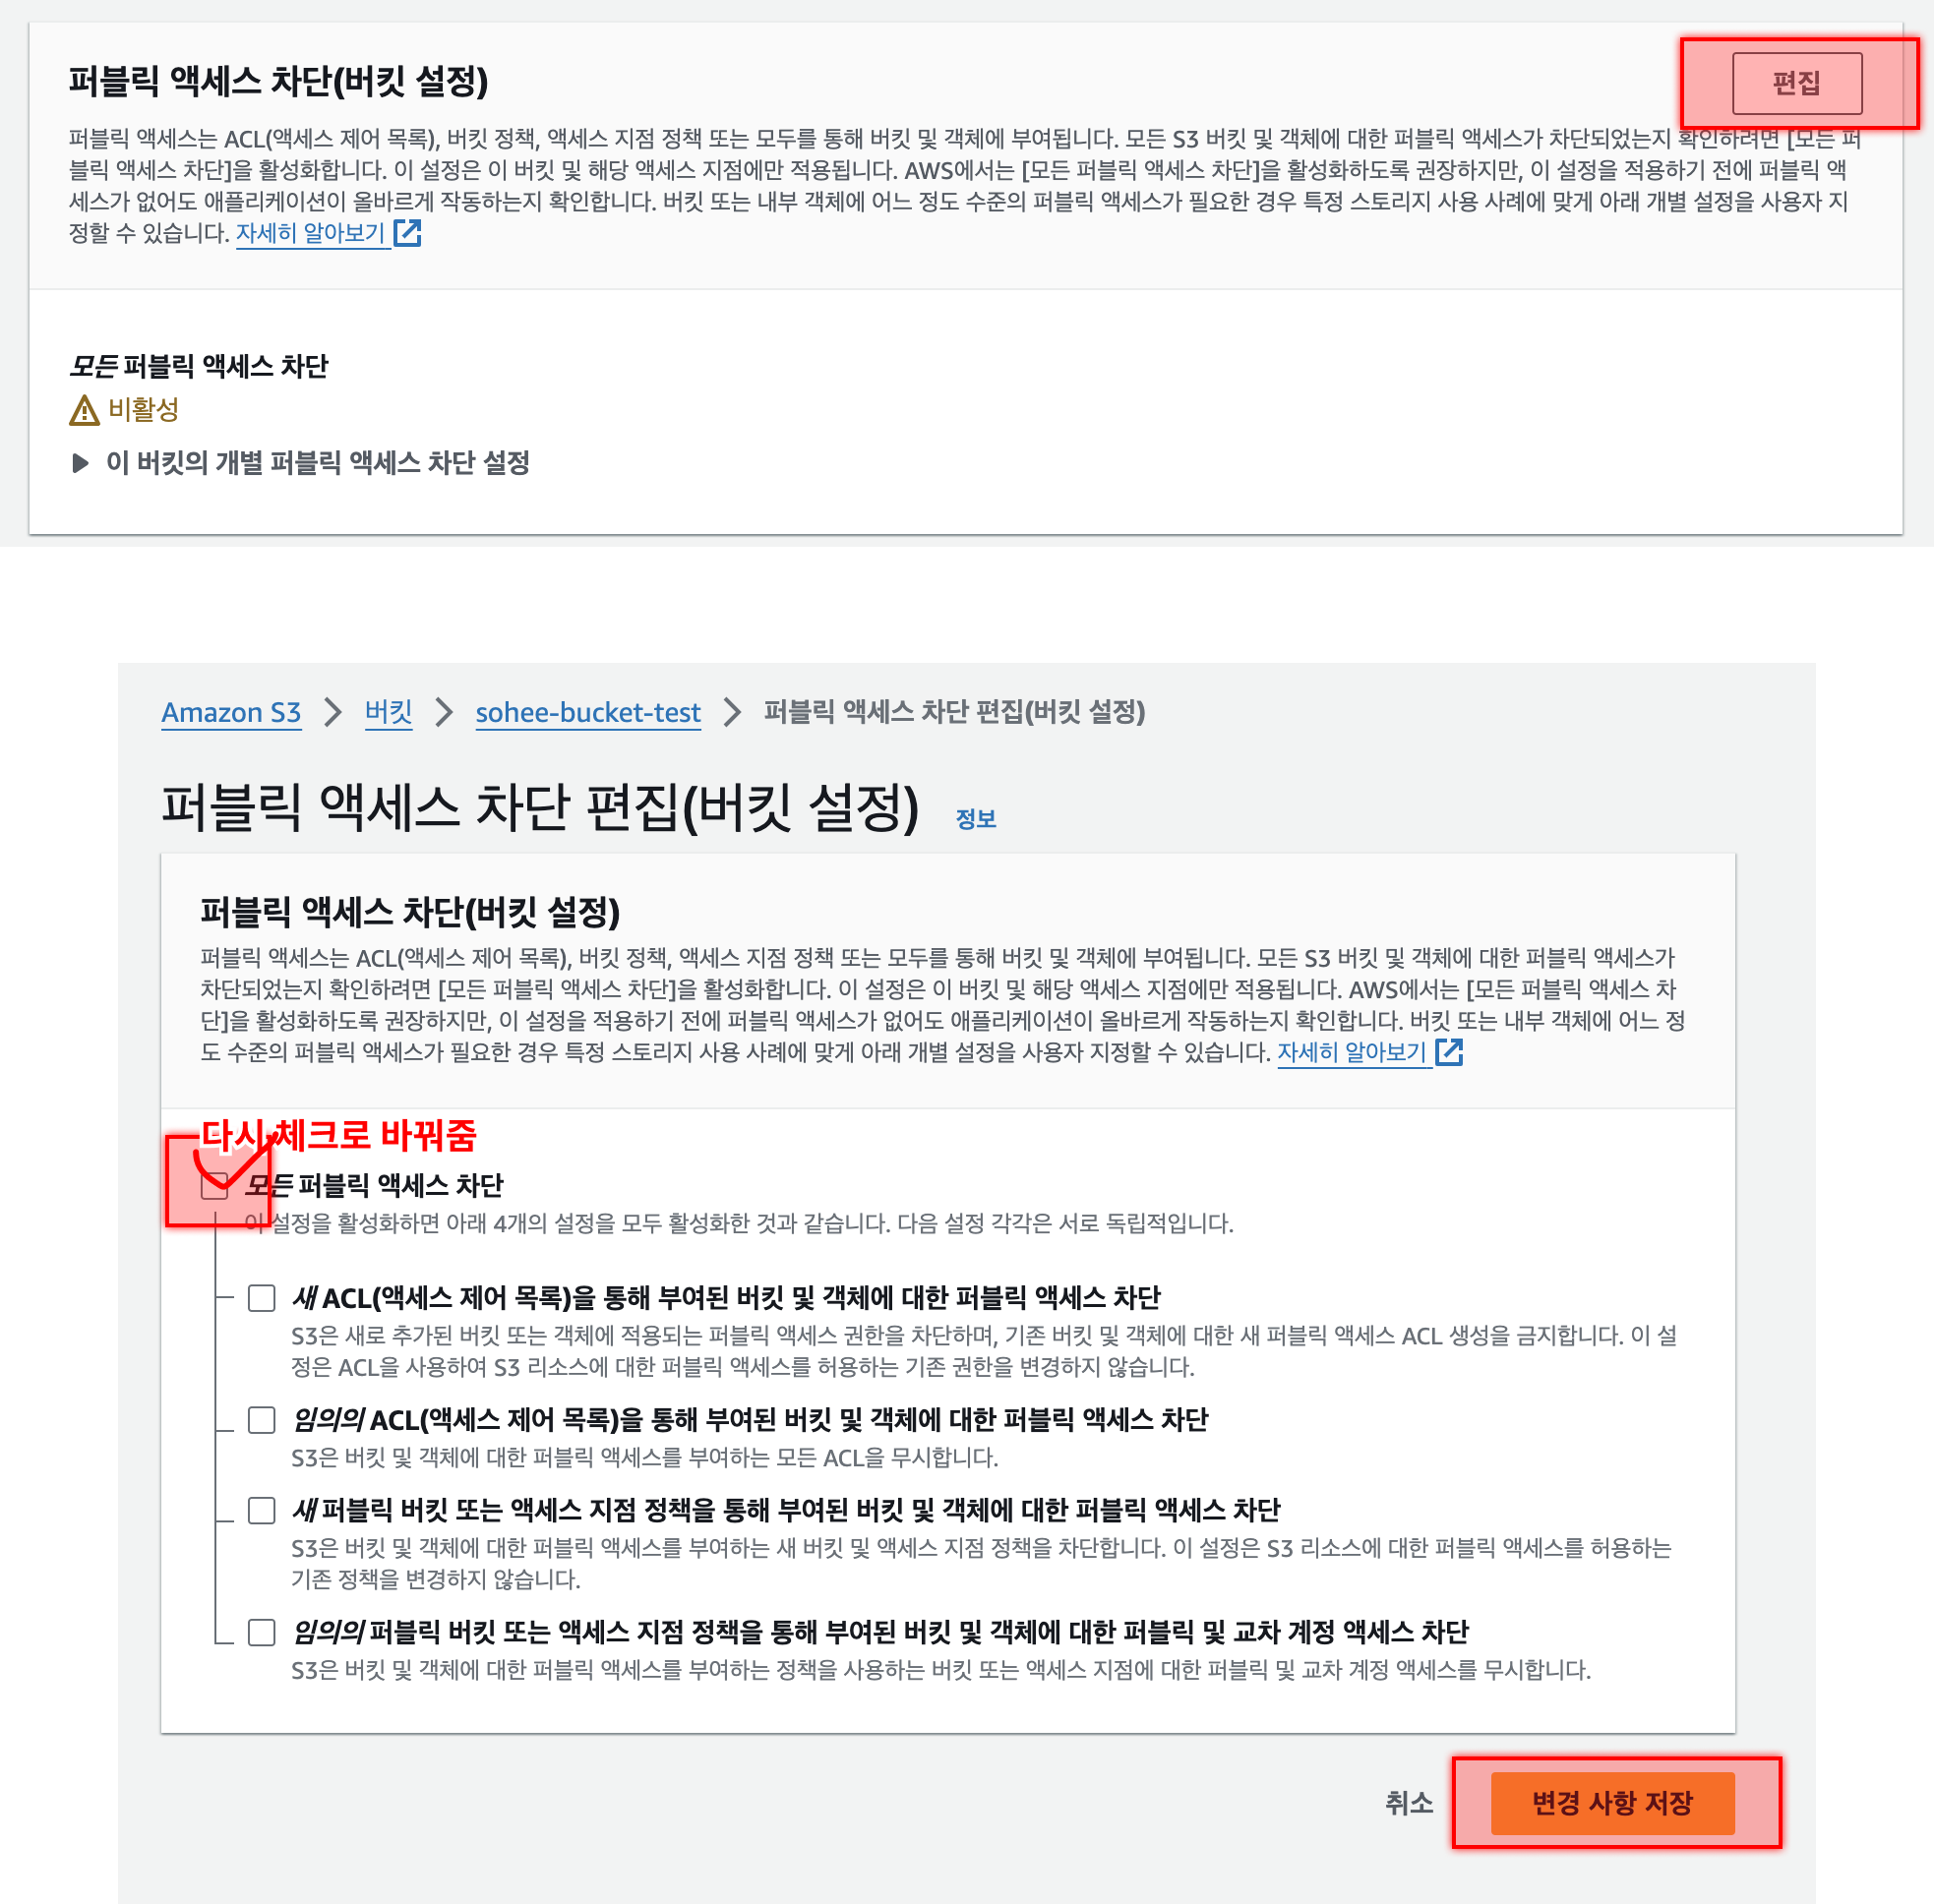 퍼블릭 액세스 차단(버킷 설정)
편집
퍼블릭 액세스는 ACL(액세스 제어 목록), 버킷 정책, 액세스 지점 정책 또는 모두를 통해 버킷 및 객체에 부여됩니다. 모든 S3 버킷 및 객체에 대한 퍼블릭 액세스가 차단되었는지 확인하려면 [모든 퍼
블릭 액세스 차단]을 활성화합니다. 이 설정은 이 버킷 및 해당 액세스 지점에만 적용됩니다. AWS에서는 [모든 퍼블릭 액세스 차단]을 활성화하도록 권장하지만, 이 설정을 적용하기 전에 퍼블릭 액
세스가 없어도 애플리케이션이 올바르게 작동하는지 확인합니다. 버킷 또는 내부 객체에 어느 정도 수준의 퍼블릭 액세스가 필요한 경우 특정 스토리지 사용 사례에 맞게 아래 개별 설정을 사용자 지
정할 수 있습니다. 자세히 알아보기
모든 퍼블릭 액세스 차단
비활성
이 버킷의 개별 퍼블릭 액세스 차단 설정
Amazon S3 > 버킷 > sohee-bucket-test > 퍼블릭 액세스 차단 편집(버킷 설정)
퍼블릭 액세스 차단 편집(버킷 설정) 정보
퍼블릭 액세스 차단(버킷 설정)
퍼블릭 액세스는 ACL(액세스 제어 목록), 버킷 정책, 액세스 지점 정책 또는 모두를 통해 버킷 및 객체에 부여됩니다. 모든 S3 버킷 및 객체에 대한 퍼블릭 액세스가
차단되었는지 확인하려면 [모든 퍼블릭 액세스 차단]을 활성화합니다. 이 설정은 이 버킷 및 해당 액세스 지점에만 적용됩니다. AWS에서는 [모든 퍼블릭 액세스 차
단]을 활성화하도록 권장하지만, 이 설정을 적용하기 전에 퍼블릭 액세스가 없어도 애플리케이션이 올바르게 작동하는지 확인합니다. 버킷 또는 내부 객체에 어느 정
도 수준의 퍼블릭 액세스가 필요한 경우 특정 스토리지 사용 사례에 맞게 아래 개별 설정을 사용자 지정할 수 있습니다. 자세히 알아보기
다시 체크로 바꿔줌
모든 퍼블릭 액세스 차단
이 설정을 활성화하면 아래 4개의 설정을 모두 활성화한 것과 같습니다. 다음 설정 각각은 서로 독립적입니다.
새 ACL(액세스 제어 목록)을 통해 부여된 버킷 및 객체에 대한 퍼블릭 액세스 차단
S3은 새로 추가된 버킷 또는 객체에 적용되는 퍼블릭 액세스 권한을 차단하며, 기존 버킷 및 객체에 대한 새 퍼블릭 액세스 ACL 생성을 금지합니다. 이 설
정은 ACL을 사용하여 S3 리소스에 대한 퍼블릭 액세스를 허용하는 기존 권한을 변경하지 않습니다.
임의의 ACL(액세스 제어 목록)을 통해 부여된 버킷 및 객체에 대한 퍼블릭 액세스 차단
S3은 버킷 및 객체에 대한 퍼블릭 액세스를 부여하는 모든 ACL을 무시합니다.
새 퍼블릭 버킷 또는 액세스 지점 정책을 통해 부여된 버킷 및 객체에 대한 퍼블릭 액세스 차단
S3은 버킷 및 객체에 대한 퍼블릭 액세스를 부여하는 새 버킷 및 액세스 지점 정책을 차단합니다. 이 설정은 S3 리소스에 대한 퍼블릭 액세스를 허용하는
기존 정책을 변경하지 않습니다.
임의의 퍼블릭 버킷 또는 액세스 지점 정책을 통해 부여된 버킷 및 객체에 대한 퍼블릭 및 교차 계정 액세스 차단
S3은 버킷 및 객체에 대한 퍼블릭 액세스를 부여하는 정책을 사용하는 버킷 또는 액세스 지점에 대한 퍼블릭 및 교차 계정 액세스를 무시합니다.
취소
변경 사항 저장